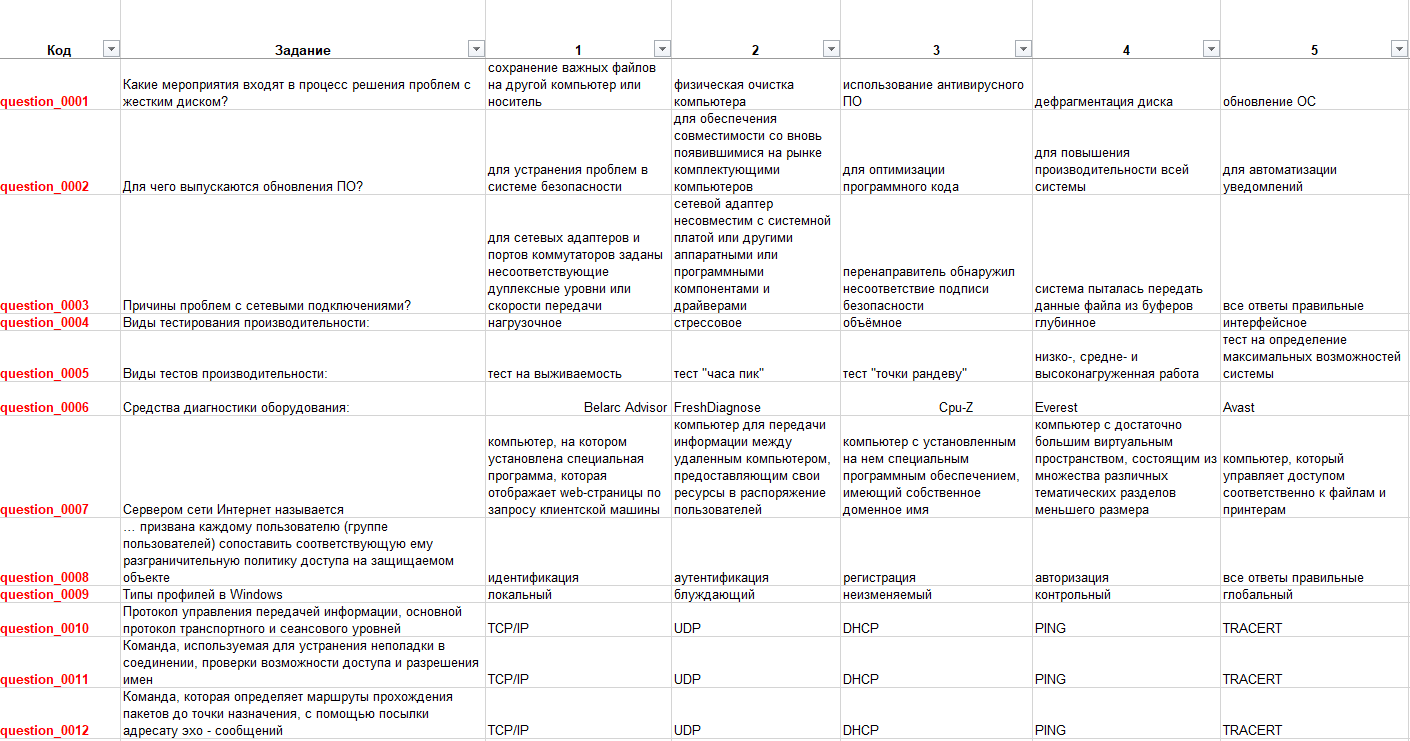 Код Задание 1 2 3 4 5
question_0001
Какие мероприятия входят в процесс решения проблем с
жестким диском?
сохранение важных файлов
на другой компьютер или
носитель
физическая очистка
компьютера
использование антивирусного
ПО
дефрагментация диска
обновление ОС
question_0002
Для чего выпускаются обновления ПО?
для устранения проблем в
системе безопасности
для обеспечения
совместимости со вновь
появившимися на рынке
комплектующими
компьютеров
для оптимизации
программного кода
для повышения
производительности всей
системы
для автоматизации
уведомлений
question_0003
Причины проблем с сетевыми подключениями?
для сетевых адаптеров и
портов коммутаторов заданы
несоответствующие
дуплексные уровни или
скорости передачи
сетевой адаптер
несовместим с системной
платой или другими
аппаратными или
программными
компонентами и
драйверами
перенаправитель обнаружил
несоответствие подписи
безопасности
система пыталась передать
данные файла из буферов
все ответы правильные
question_0004
Виды тестирования производительности:
нагрузочное
стрессовое
объёмное
глубинное
интерфейсное
question_0005
Виды тестов производительности:
тест на выживаемость
тест "часа пик"
тест "точки рандеву"
низко-, средне- и
высоконагруженная работа
тест на определение
максимальных возможностей
системы
question_0006
Средства диагностики оборудования:
Belarc Advisor
FreshDiagnose
Cpu-Z
Everest
Avast
question_0007
Сервером сети Интернет называется
компьютер, на котором
установлена специальная
программа, которая
отображает web-страницы по
запросу клиентской машины
компьютер для передачи
информации между
удаленным компьютером,
предоставляющим свои
ресурсы в распоряжение
пользователей
компьютер с установленным
на нем специальным
программным обеспечением,
имеющий собственное
доменное имя
компьютер с достаточно
большим виртуальным
пространством, состоящим из
множества различных
тематических разделов
меньшего размера
компьютер, который
управляет доступом
соответственно к файлам и
принтерам
question_0008
... призвана каждому пользователю (группе
пользователей) сопоставить соответствующую ему
разграничительную политику доступа на защищаемом
объекте
идентификация
аутентификация
регистрация
авторизация
все ответы правильные
question_0009
Типы профилей в Windows
локальный
блуждающий
неизменяемый
контрольный
глобальный
question_0010
Протокол управления передачей информации, основной
протокол транспортного и сеансового уровней
TCP/IP
UDP
DHCP
PING
TRACERT
question_0011
Команда, используемая для устранения неполадки в
соединении, проверки возможности доступа и разрешения
имен
TCP/IP
UDP
DHCP
PING
TRACERT
question_0012
Команда, которая определяет маршруты прохождения
пакетов до точки назначения, с помощью посылки
адресату эхо - сообщений
TCP/IP
UDP
DHCP
PING
TRACERT